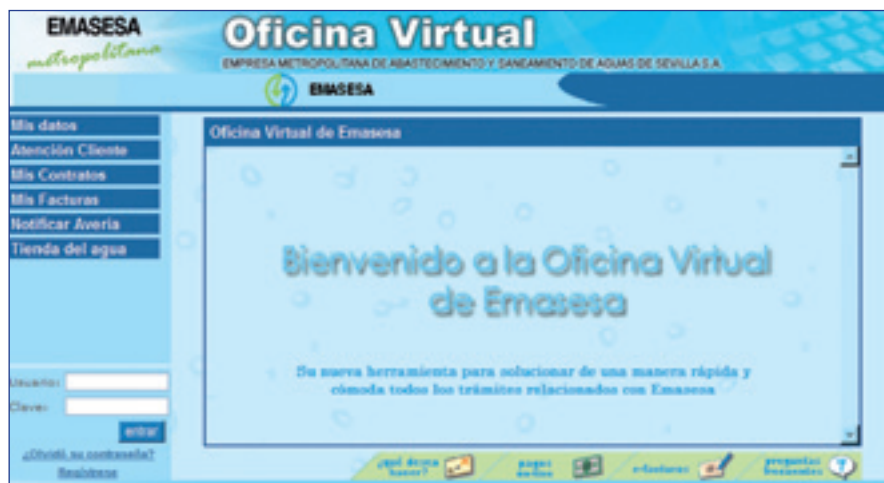 EMASESA
metropolitana
Oficina Virtual
EMPRESA METROPOLITANA DE ABASTECIMIENTO Y SANEAMIENTO DE AGUAS DE SEVILLA S.A.
EMASESA
Mis datos
Atención Cliente
Mis Contratos
Mis Facturas
Notificar Avería
Tienda del agua
Oficina Virtual de Emasesa
Bienvenido a la Oficina Virtual
de Emasesa
Su nueva herramienta para solucionar de una manera rápida y
cómoda todos los trámites relacionados con Emasesa
Usuario:
Clave:
entrar
¿Olvidó su contraseña?
Regístrese
¿qué desea
hacer?
pagos
on-line
e-facturas
preguntas
frecuentes